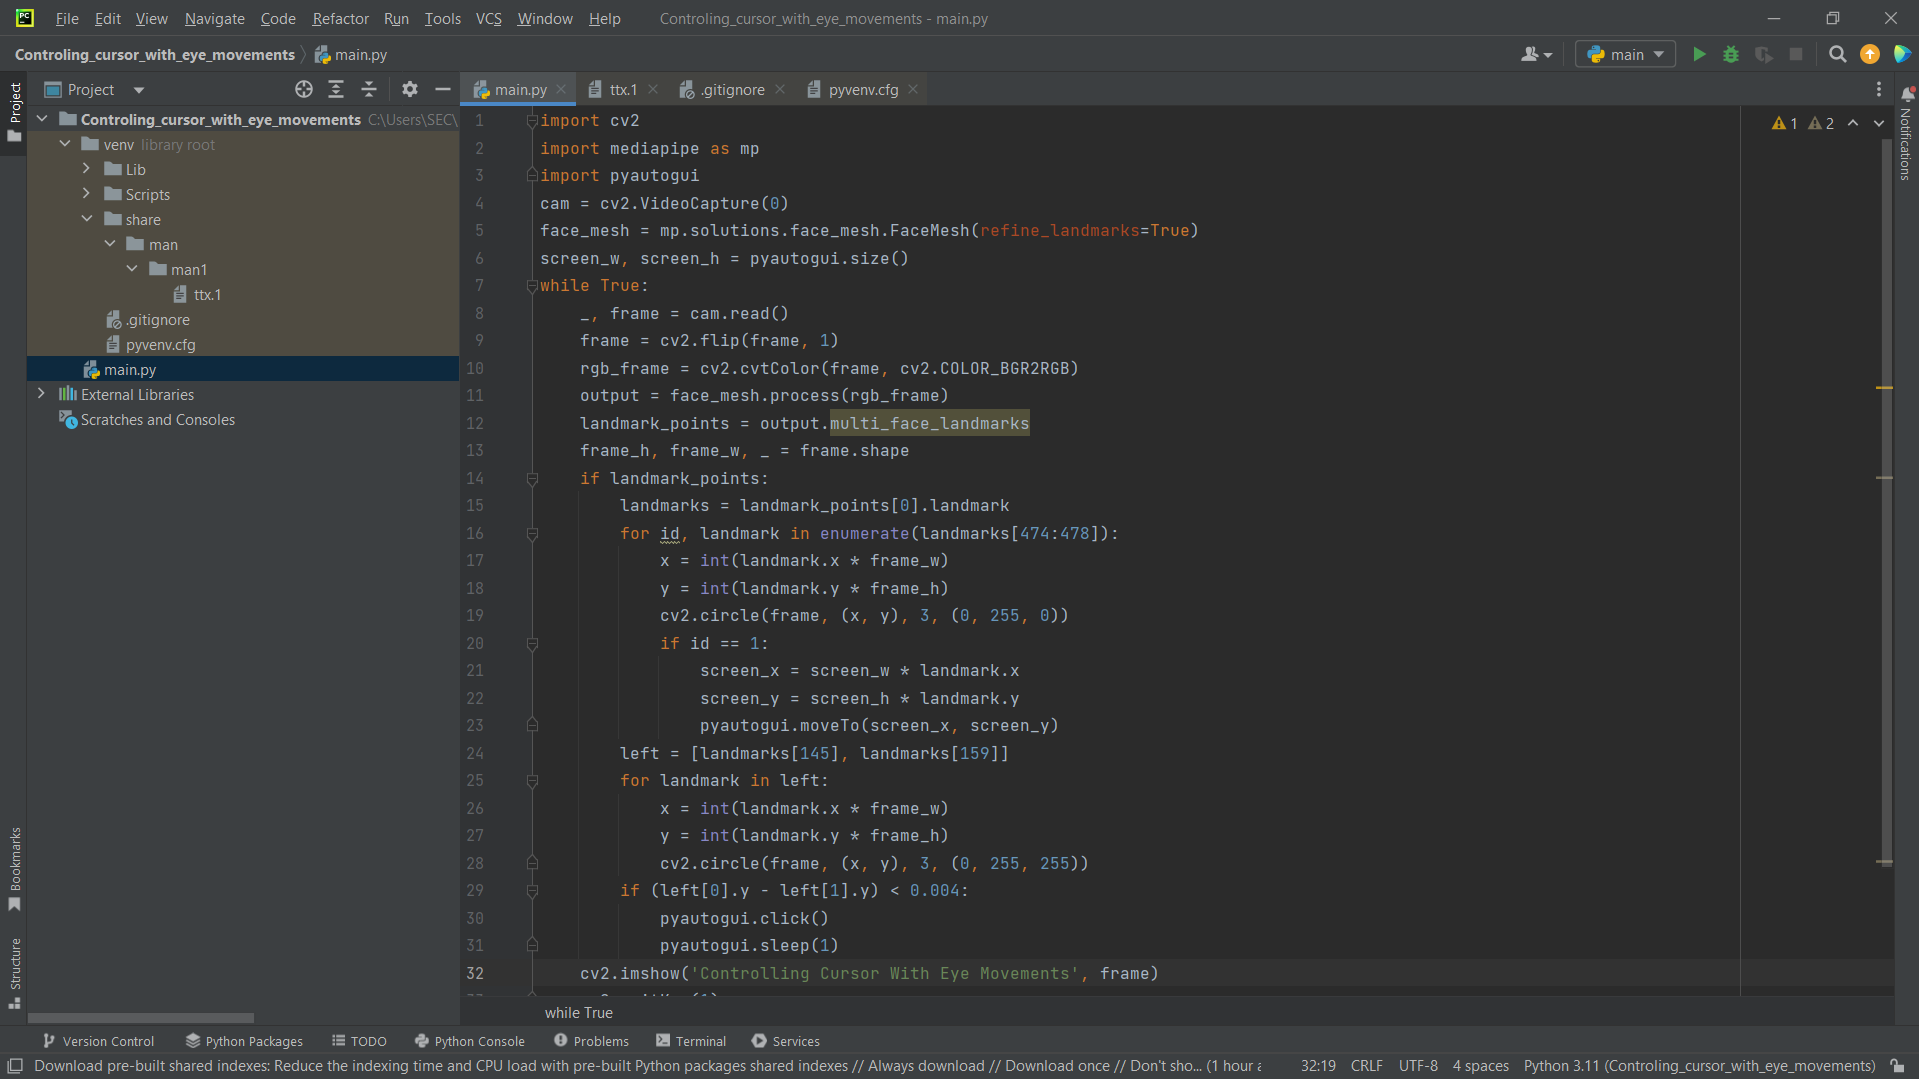 PC File Edit View Navigate Code Refactor Run Tools VCS Window Help Controling_cursor_with_eye_movements - main.py
Controling_cursor_with_eye_movements main.py main
Project main.py ttx.1 .gitignore pyvenv.cfg
Project
Controling_cursor_with_eye_movements C:\Users\SEC\
venv library root
Lib
Scripts
share
man
man1
ttx.1
.gitignore
pyvenv.cfg
main.py
External Libraries
Scratches and Consoles
Bookmarks
Structure
1 import cv2
2 import mediapipe as mp
3 import pyautogui
4 cam = cv2.VideoCapture(0)
5 face_mesh = mp.solutions.face_mesh.FaceMesh(refine_landmarks=True)
6 screen_w, screen_h = pyautogui.size()
7 while True:
8 _, frame = cam.read()
9 frame = cv2.flip(frame, 1)
10 rgb_frame = cv2.cvtColor(frame, cv2.COLOR_BGR2RGB)
11 output = face_mesh.process(rgb_frame)
12 landmark_points = output.multi_face_landmarks
13 frame_h, frame_w, _ = frame.shape
14 if landmark_points:
15 landmarks = landmark_points[0].landmark
16 for id, landmark in enumerate(landmarks[474:478]):
17 x = int(landmark.x * frame_w)
18 y = int(landmark.y * frame_h)
19 cv2.circle(frame, (x, y), 3, (0, 255, 0))
20 if id == 1:
21 screen_x = screen_w * landmark.x
22 screen_y = screen_h * landmark.y
23 pyautogui.moveTo(screen_x, screen_y)
24 left = [landmarks[145], landmarks[159]]
25 for landmark in left:
26 x = int(landmark.x * frame_w)
27 y = int(landmark.y * frame_h)
28 cv2.circle(frame, (x, y), 3, (0, 255, 255))
29 if (left[0].y - left[1].y) < 0.004:
30 pyautogui.click()
31 pyautogui.sleep(1)
32 cv2.imshow('Controlling Cursor With Eye Movements', frame)
1 2
Notifications
while True
Version Control Python Packages TODO Python Console Problems Terminal Services
Download pre-built shared indexes: Reduce the indexing time and CPU load with pre-built Python packages shared indexes // Always download // Download once // Don't sho... (1 hour a 32:19 CRLF UTF-8 4 spaces Python 3.11 (Controling_cursor_with_eye_movements)